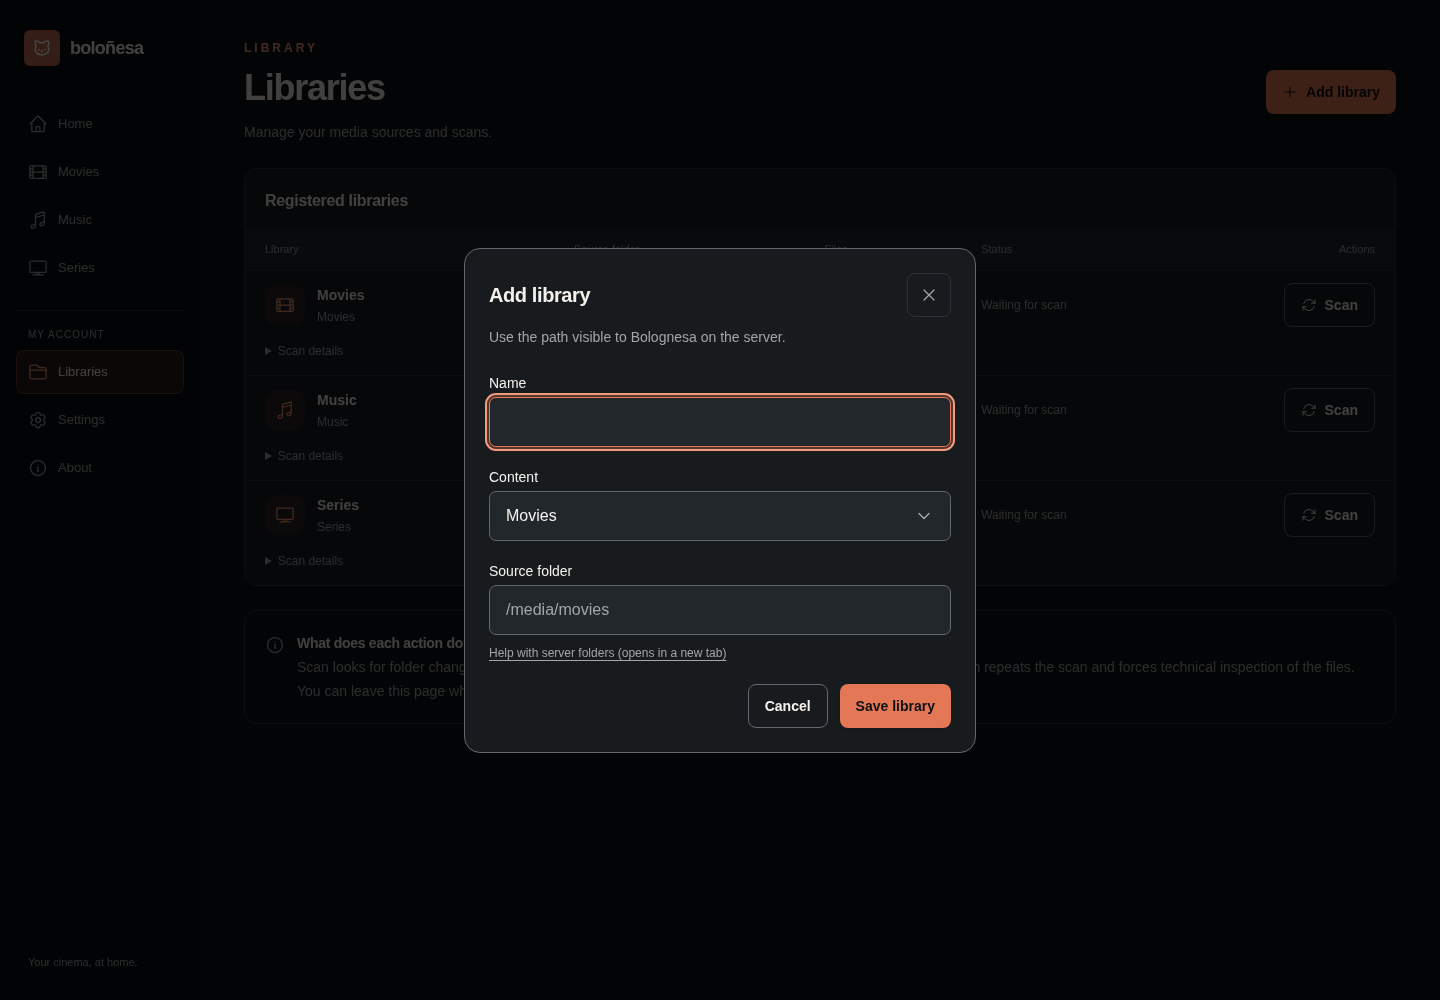 boloñesa
Home
Movies
Music
Series
MY ACCOUNT
Libraries
Settings
About
Your cinema, at home.
LIBRARY
Libraries
Manage your media sources and scans.
Add library
Registered libraries
Library
Status
Actions
Movies
Movies
Waiting for scan
Scan
Scan details
Music
Music
Waiting for scan
Scan
Scan details
Series
Series
Waiting for scan
Scan
Scan details
What does each action do
Scan looks for folder chang
repeats the scan and forces technical inspection of the files.
You can leave this page wh
Add library
Use the path visible to Bolognesa on the server.
Name
Content
Movies
Source folder
/media/movies
Help with server folders (opens in a new tab)
Cancel
Save library